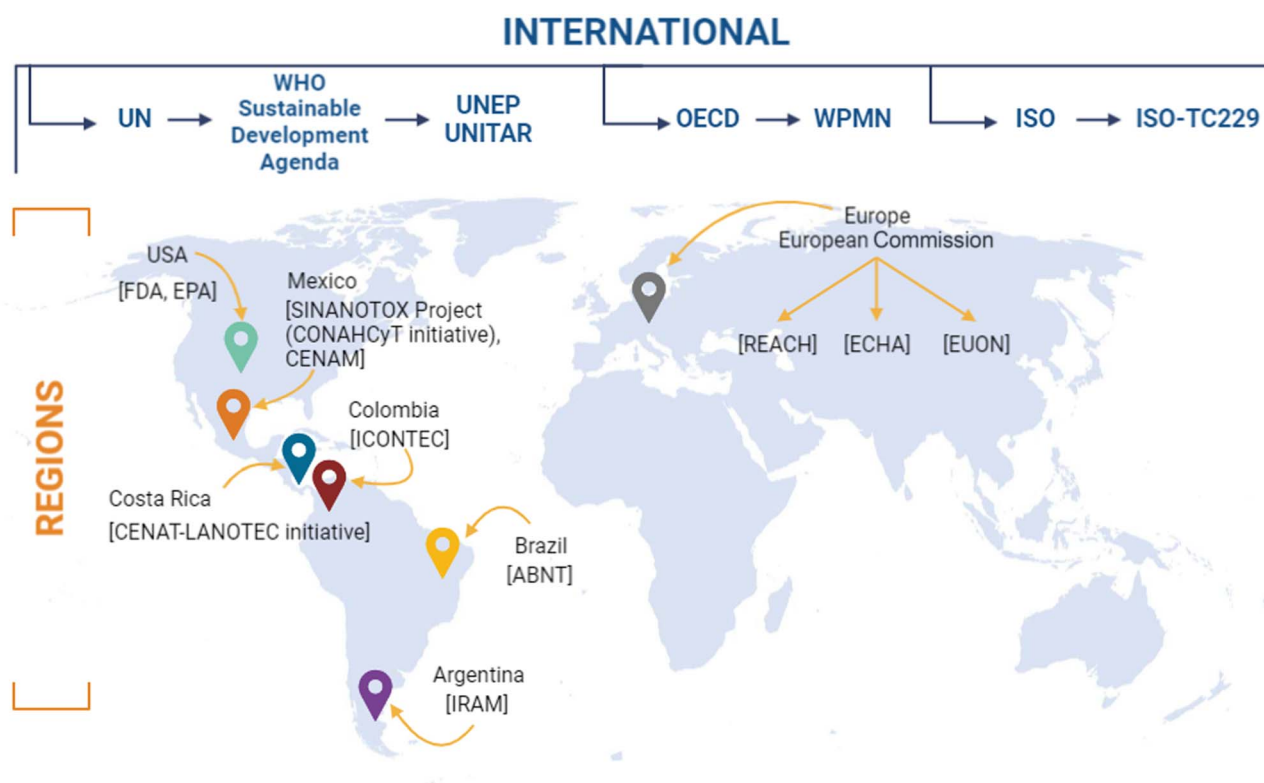 INTERNATIONAL
UN
WHO
Sustainable
Development
Agenda
UNEP
UNITAR
OECD
WPMN
ISO
ISO-TC229
REGIONS
USA
[FDA, EPA]
Mexico
[SINANOTOX Project
(CONAHCyT initiative),
CENAM]
Colombia
[ICONTEC]
Costa Rica
[CENAT-LANOTEC initiative]
Brazil
[ABNT]
Argentina
[IRAM]
Europe
European Commission
[REACH]
[ECHA]
[EUON]